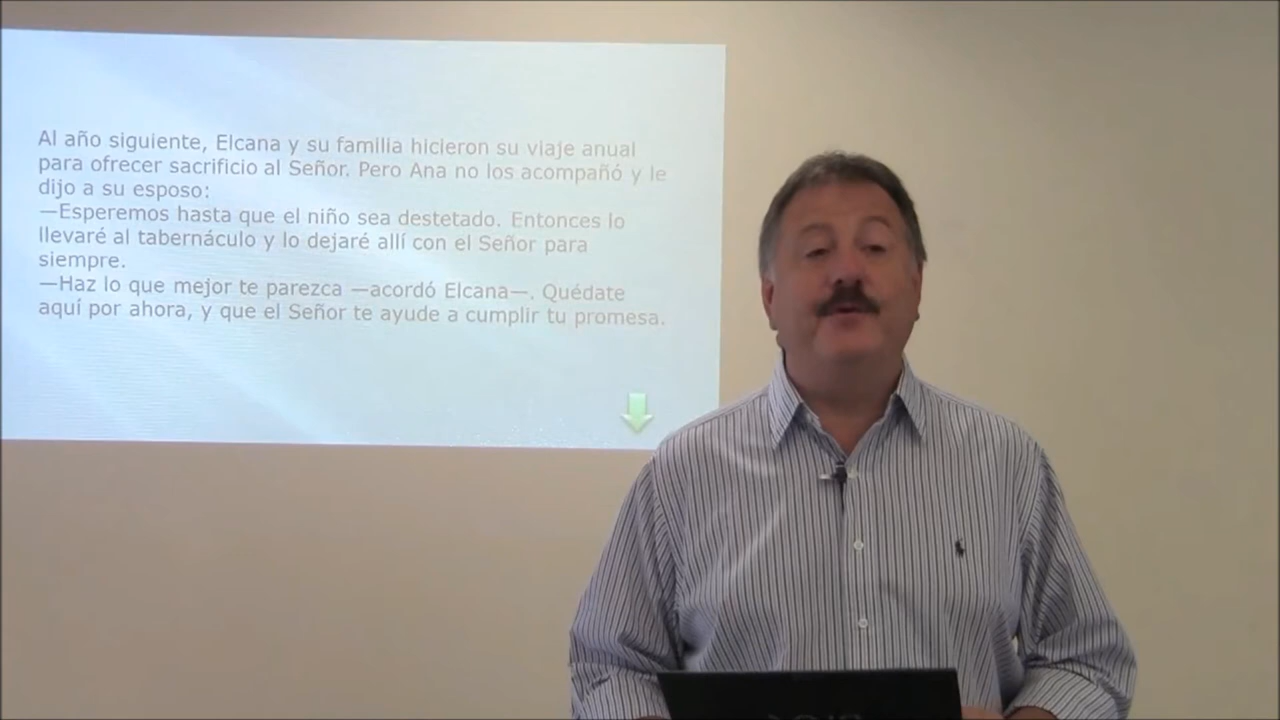 Al año siguiente, Elcana y su familia hicieron su viaje anual
para ofrecer sacrificio al Señor. Pero Ana no los acompañó y le
dijo a su esposo:
—Esperemos hasta que el niño sea destetado. Entonces lo
llevaré al tabernáculo y lo dejaré allí con el Señor para
siempre.
—Haz lo que mejor te parezca —acordó Elcana—. Quédate
aquí por ahora, y que el Señor te ayude a cumplir tu promesa.